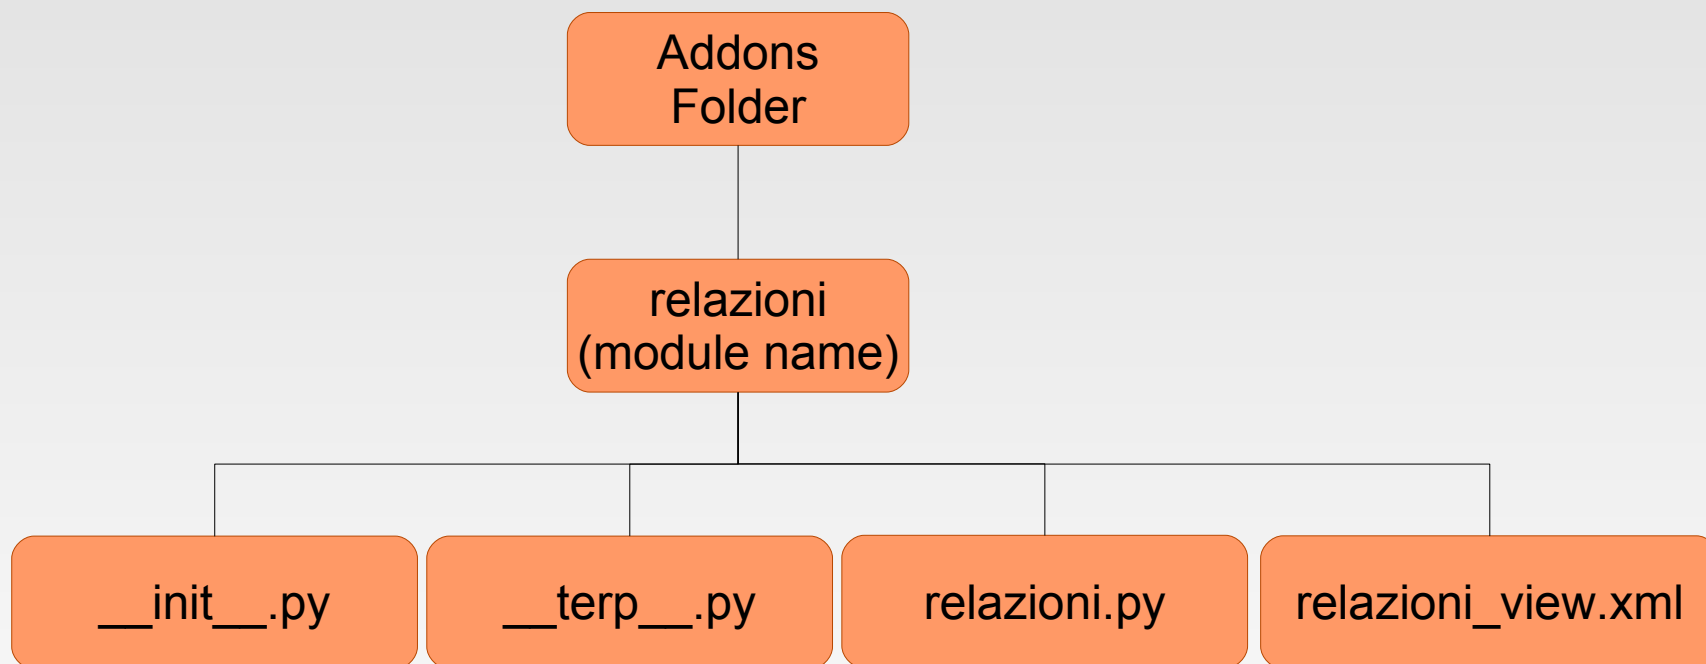 Addons
Folder
relazioni
(module name)
__init__.py
__terp__.py
relazioni.py
relazioni_view.xml